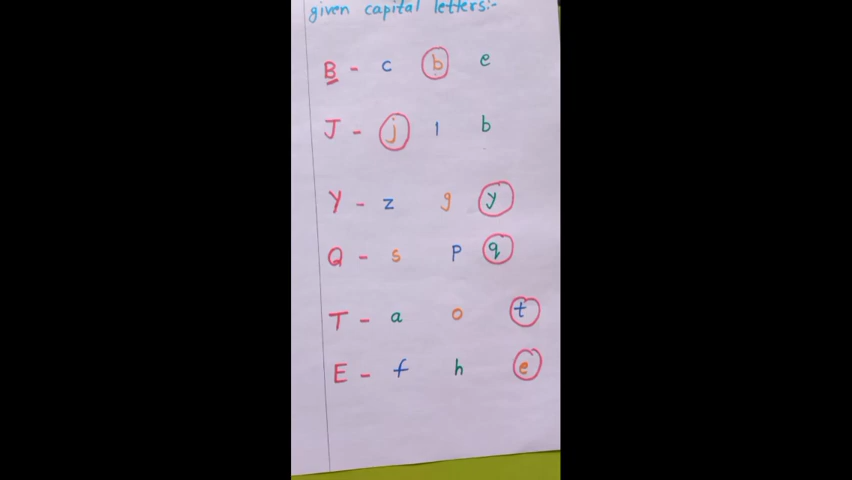 given capital letters:-
B - c b e
J - j l b
Y - z g y
Q - s p q
T - a o t
E - f h e